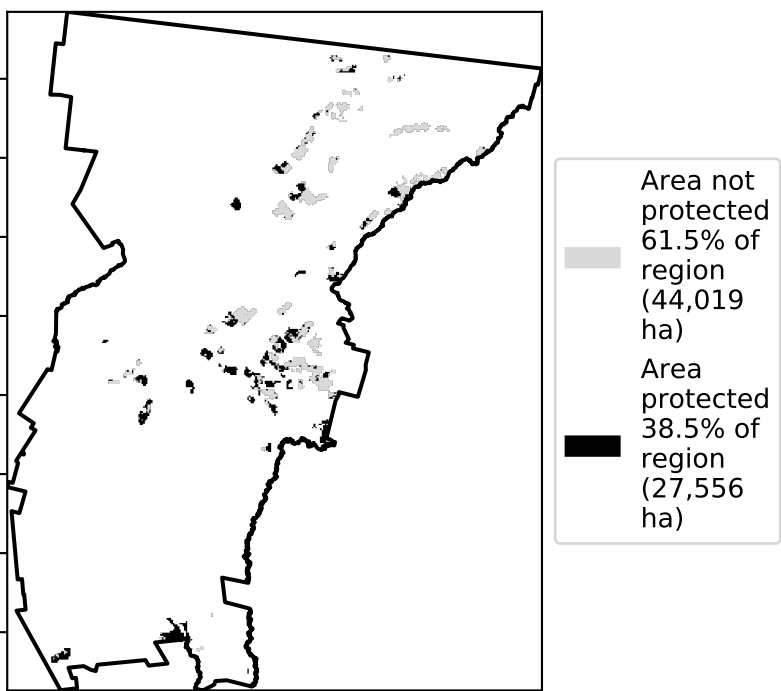 Area not
protected
61.5% of
region
(44,019
ha)
Area
protected
38.5% of
region
(27,556
ha)